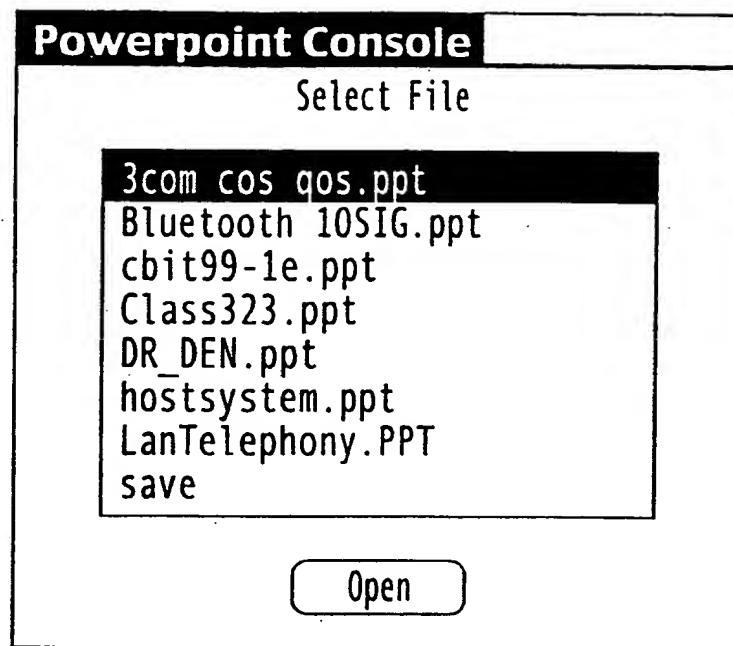 Powerpoint Console
Select File
3com cos qos.ppt
Bluetooth 10SIG.ppt
cbit99-1e.ppt
Class323.ppt
DR_DEN.ppt
hostsystem.ppt
LanTelephony.PPT
save
Open